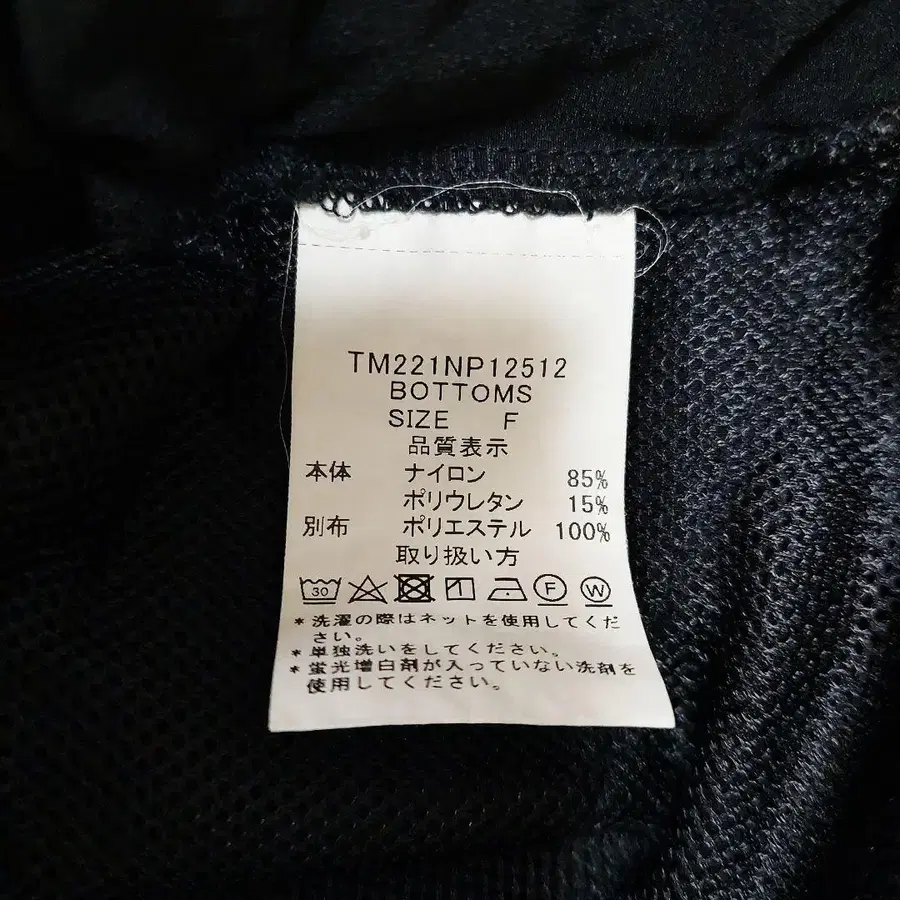 TM221NP12512
BOTTOMS
SIZE F
品質表示
本体 ナイロン 85%
ポリウレタン 15%
別布 ポリエステル 100%
取り扱い方
30 F W
*洗濯の際はネットを使用してくだ
さい。
*単独洗いをしてください。
*蛍光増白剤が入っていない洗剤を
使用してください。